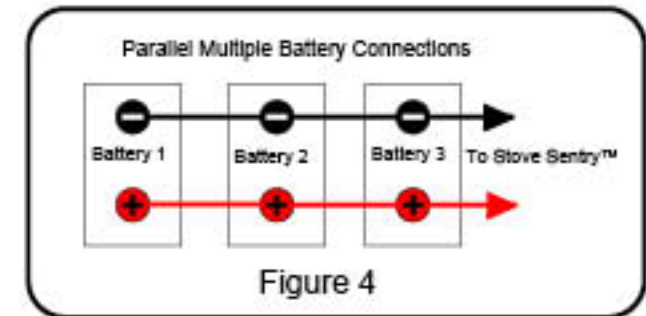 Parallel Multiple Battery Connections
Battery 1 Battery 2 Battery 3 To Stove Sentry™
Figure 4